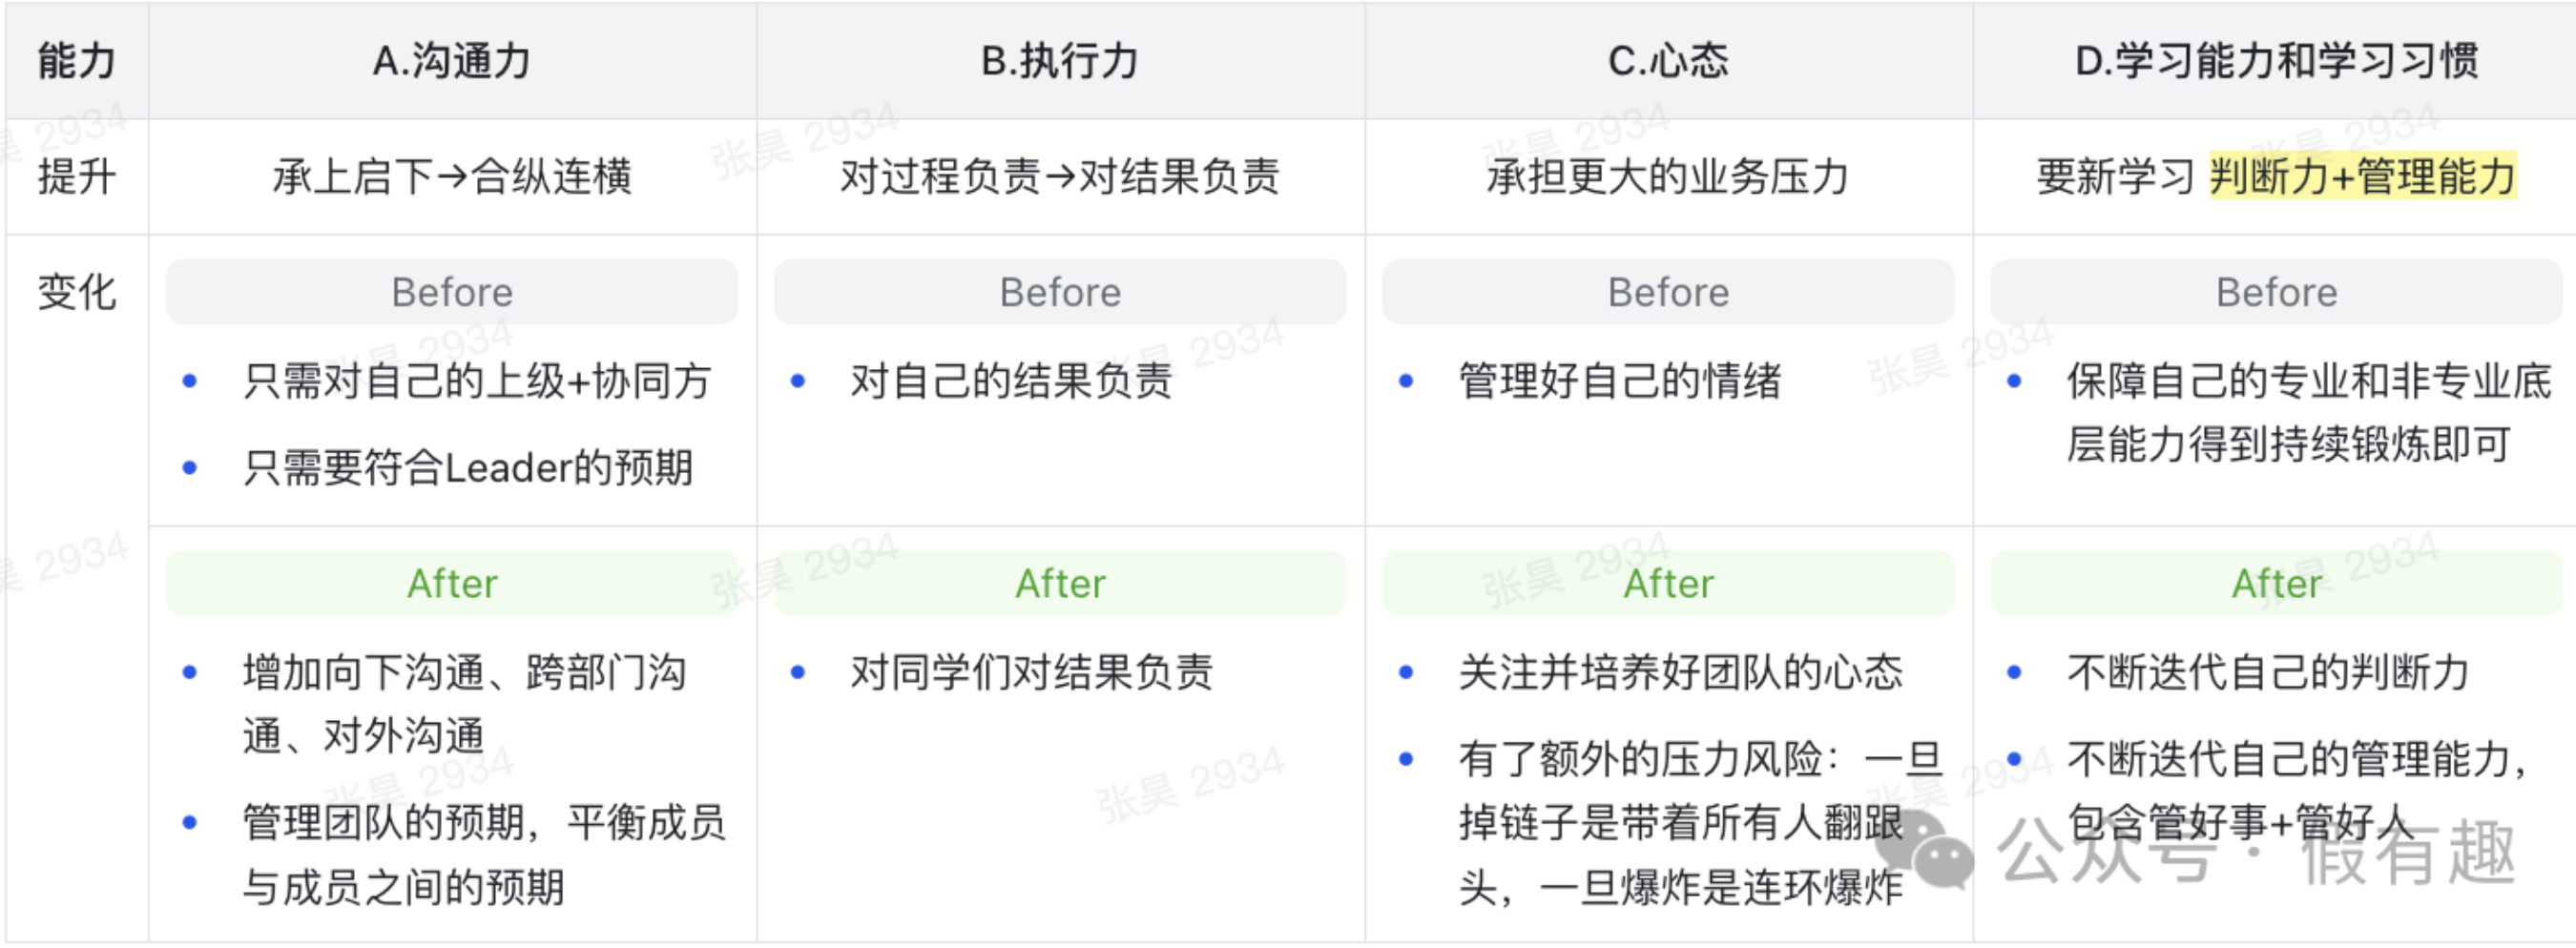 能力 A.沟通力 B.执行力 C.心态 D.学习能力和学习习惯
提升 承上启下→合纵连横 对过程负责→对结果负责 承担更大的业务压力 要新学习 判断力+管理能力
变化
Before
只需对自己的上级+协同方
只需要符合Leader的预期
Before
对自己的结果负责
Before
管理好自己的情绪
Before
保障自己的专业和非专业底
层能力得到持续锻炼即可
After
增加向下沟通、跨部门沟
通、对外沟通
管理团队的预期，平衡成员
与成员之间的预期
After
对同学们对结果负责
After
关注并培养好团队的心态
有了额外的压力风险：一旦
掉链子是带着所有人翻跟
头，一旦爆炸是连环爆炸
After
不断迭代自己的判断力
不断迭代自己的管理能力，
包含管好事+管好人
公众号 · 假有趣
张昊 2934